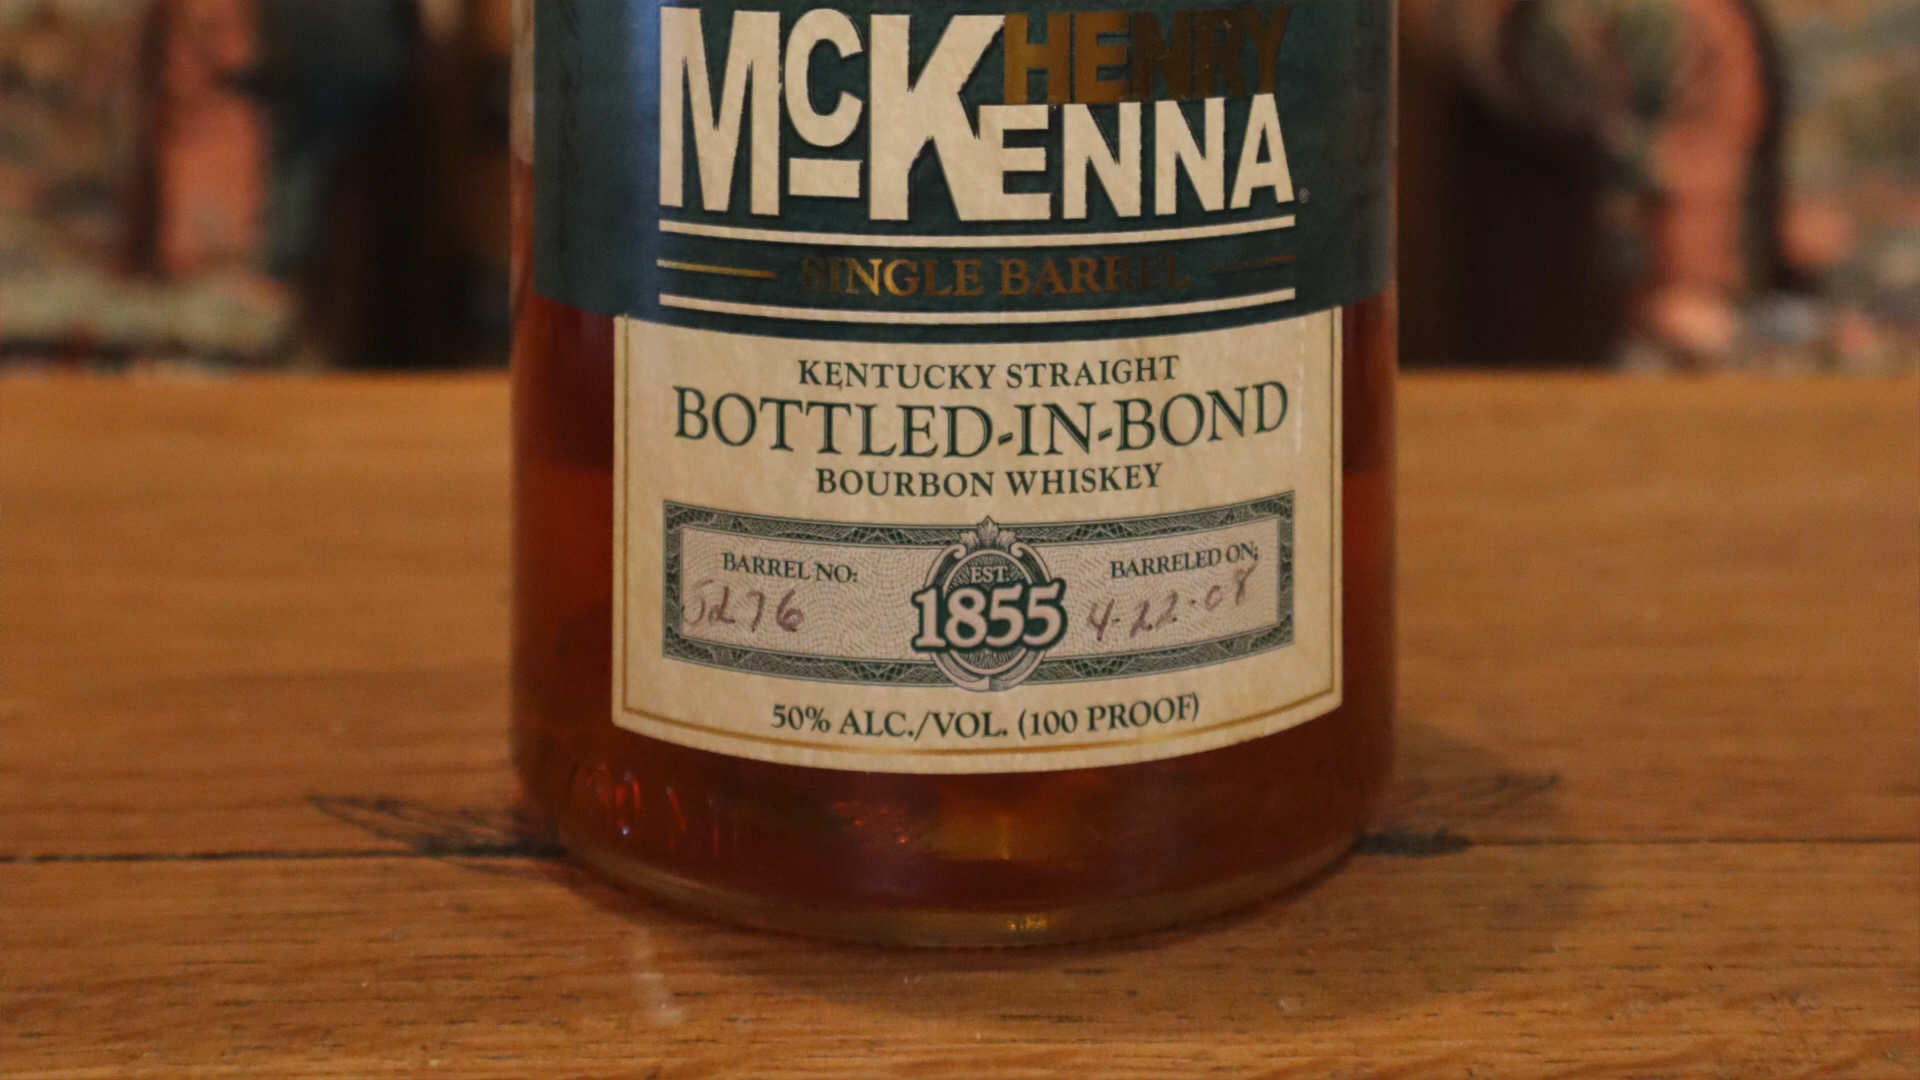 HENRY
McKENNA
SINGLE BARREL
KENTUCKY STRAIGHT
BOTTLED-IN-BOND
BOURBON WHISKEY
BARREL NO:
5276
EST.
1855
BARRELED ON:
4-22-08
50% ALC./VOL. (100 PROOF)